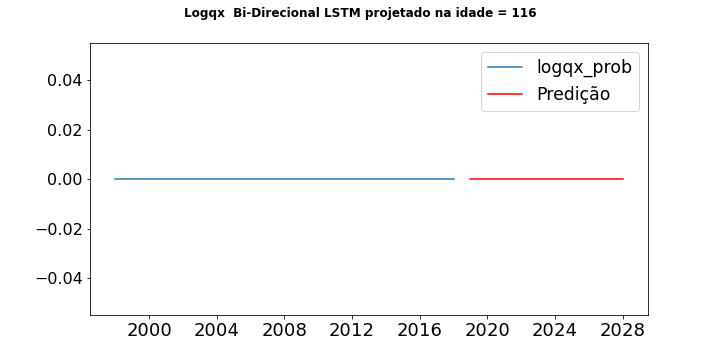 Logqx  Bi-Direcional LSTM projetado na idade = 116
logqx_prob
Predição
0.04
0.02
0.00
−0.02
−0.04
2000 2004 2008 2012 2016 2020 2024 2028